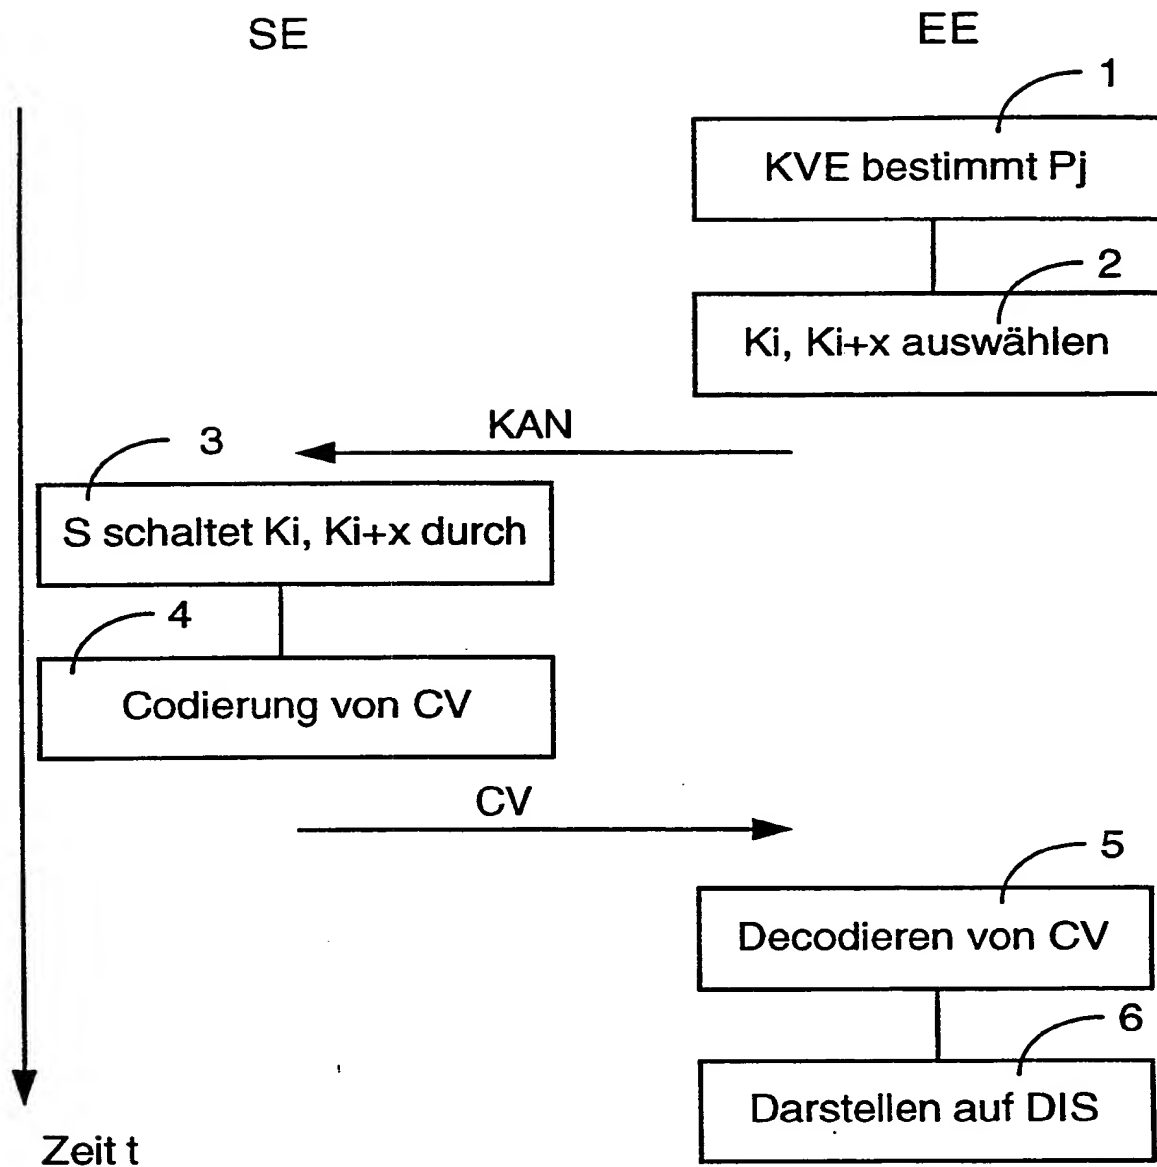 SE
EE
1
KVE bestimmt Pj
2
Ki, Ki+x auswählen
KAN
3
S schaltet Ki, Ki+x durch
4
Codierung von CV
CV
5
Decodieren von CV
6
Darstellen auf DIS
Zeit t